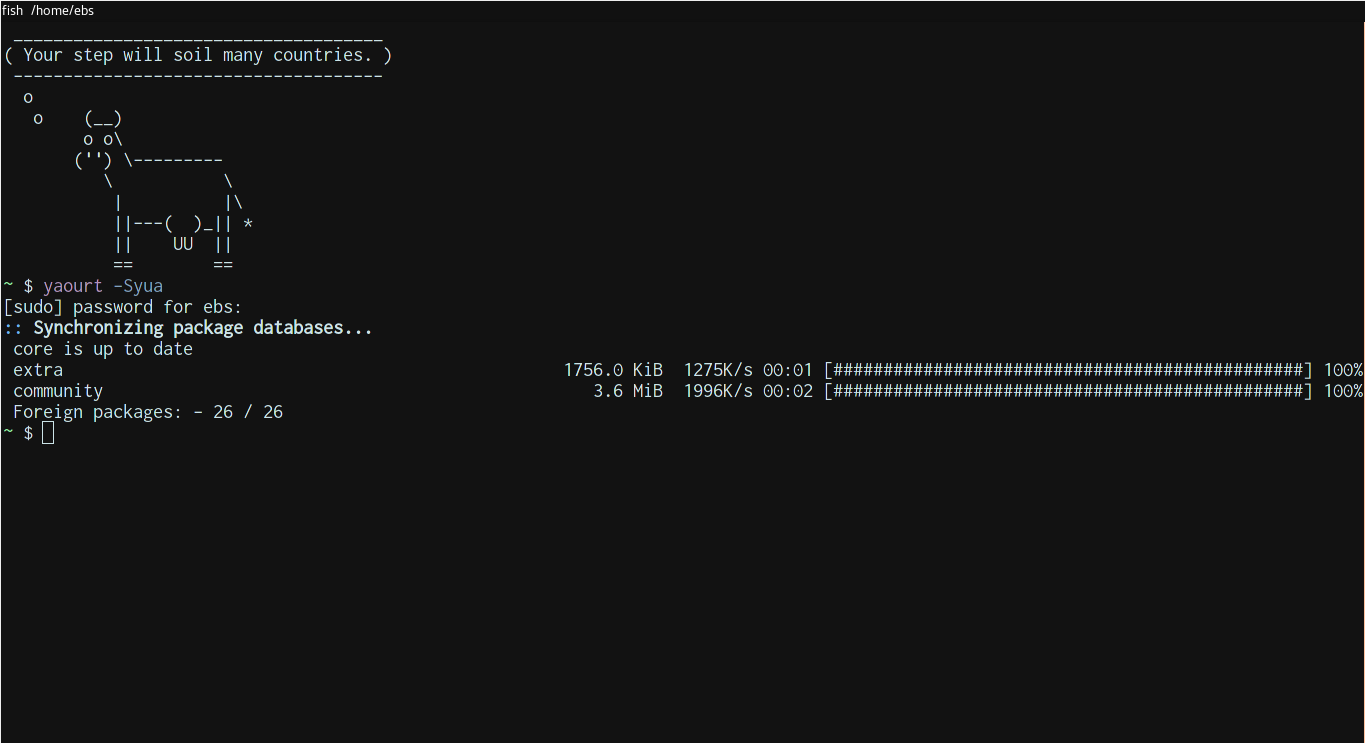 fish /home/ebs
 _____________________________________
( Your step will soil many countries. )
 -------------------------------------
  o
   o    (__)
        o o\
       ('') \---------
          \           \
           |          |\
           ||---(  )_|| *
           ||    UU  ||
           ==        ==
~ $ yaourt -Syua
[sudo] password for ebs:
:: Synchronizing package databases...
 core is up to date
 extra 1756.0 KiB 1275K/s 00:01 [###############################################] 100%
 community 3.6 MiB 1996K/s 00:02 [###############################################] 100%
 Foreign packages: - 26 / 26
~ $